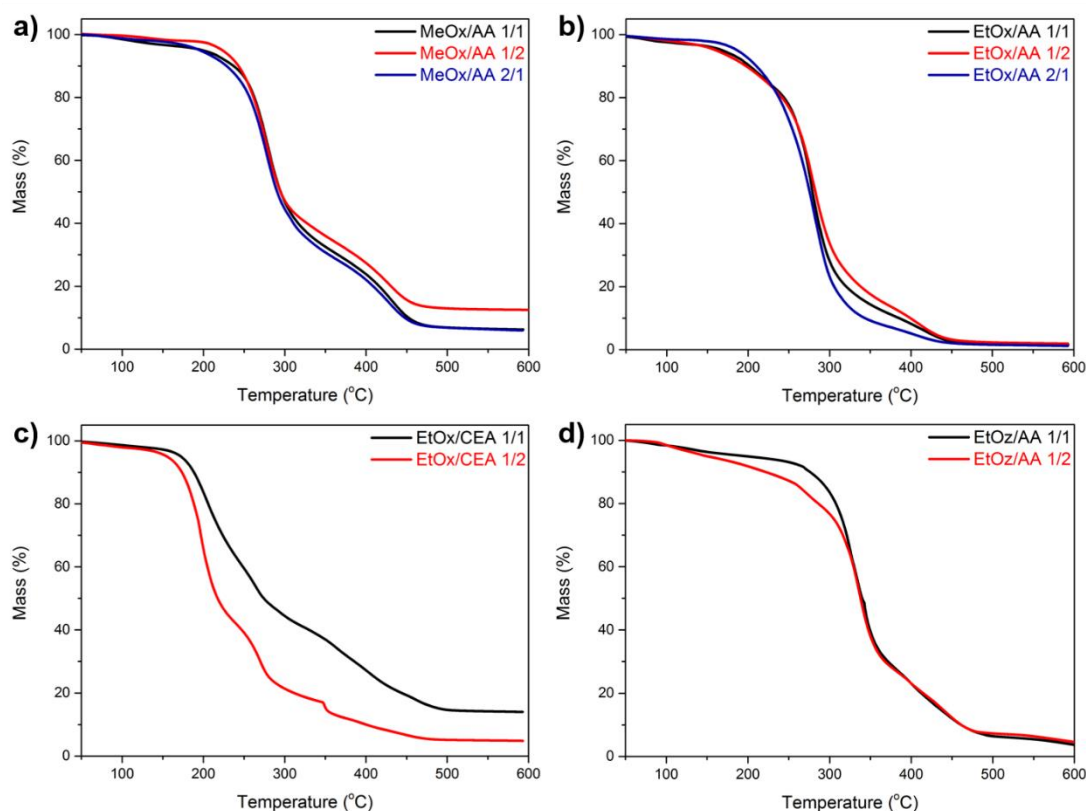 a)
MeOx/AA 1/1
MeOx/AA 1/2
MeOx/AA 2/1
Mass (%)
100
80
60
40
20
0
100 200 300 400 500 600
Temperature (°C)
b)
EtOx/AA 1/1
EtOx/AA 1/2
EtOx/AA 2/1
Mass (%)
100
80
60
40
20
0
100 200 300 400 500 600
Temperature (°C)
c)
EtOx/CEA 1/1
EtOx/CEA 1/2
Mass (%)
100
80
60
40
20
0
100 200 300 400 500 600
Temperature (°C)
d)
EtOz/AA 1/1
EtOz/AA 1/2
Mass (%)
100
80
60
40
20
0
100 200 300 400 500 600
Temperature (°C)